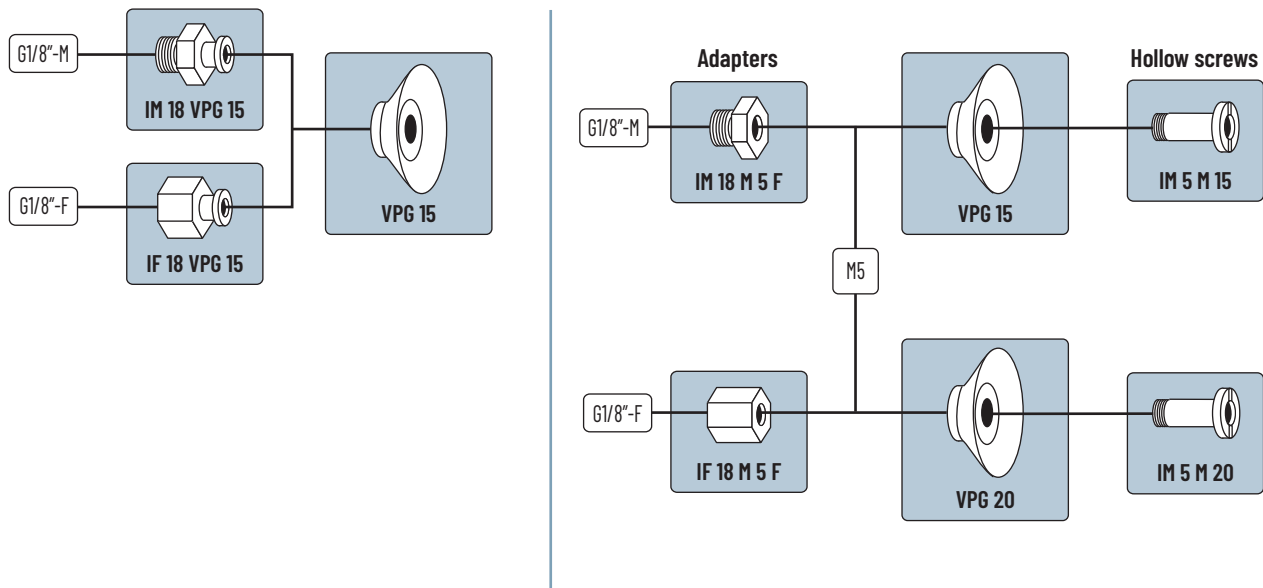 G1/8"-M
IM 18 VPG 15
G1/8"-F
IF 18 VPG 15
VPG 15
Adapters
Hollow screws
G1/8"-M
IM 18 M 5 F
VPG 15
IM 5 M 15
M5
G1/8"-F
IF 18 M 5 F
VPG 20
IM 5 M 20